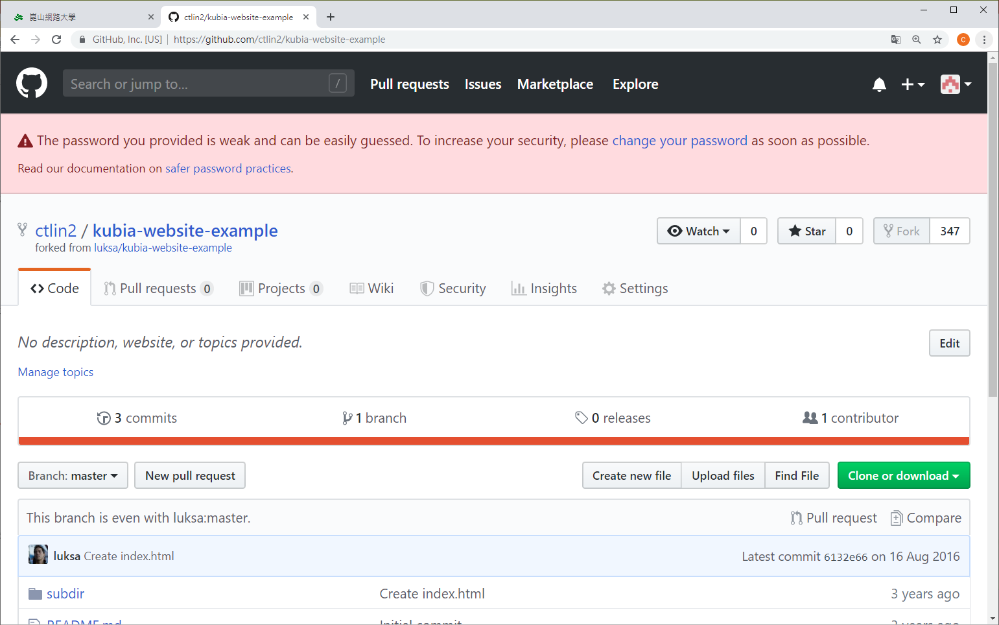 崑山網路大學
ctlin2/kubia-website-example
GitHub, Inc. [US] | https://github.com/ctlin2/kubia-website-example
C
Search or jump to... /
Pull requests Issues Marketplace Explore
The password you provided is weak and can be easily guessed. To increase your security, please change your password as soon as possible.
Read our documentation on safer password practices.
ctlin2 / kubia-website-example
Watch 0 Star 0 Fork 347
forked from luksa/kubia-website-example
Code Pull requests 0 Projects 0 Wiki Security Insights Settings
No description, website, or topics provided.
Edit
Manage topics
3 commits 1 branch 0 releases 1 contributor
Branch: master New pull request Create new file Upload files Find File Clone or download
This branch is even with luksa:master. Pull request Compare
luksa Create index.html Latest commit 6132e66 on 16 Aug 2016
subdir Create index.html 3 years ago
README.md Initial commit 3 years ago